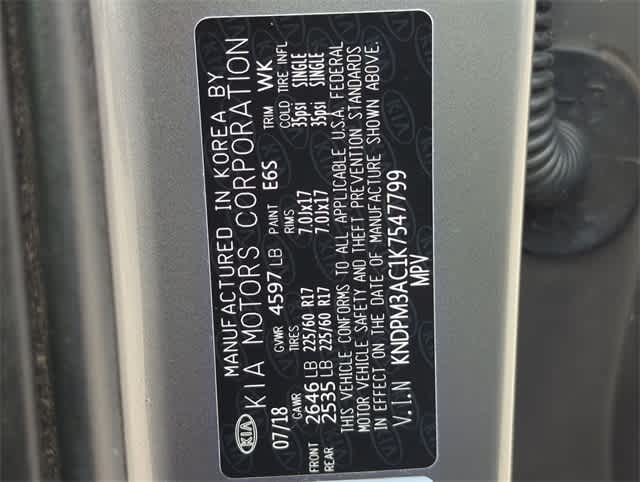 MANUFACTURED IN KOREA BY
KIA KIA MOTORS CORPORATION
07/18 GVWR 4597 LB PAINT E6S TRIM WK
GAWR TIRES RIMS COLD TIRE INFL
FRONT 2646 LB 225/60 R17 7.0Jx17 35psi SINGLE
REAR 2535 LB 225/60 R17 7.0Jx17 35psi SINGLE
THIS VEHICLE CONFORMS TO ALL APPLICABLE U.S.A. FEDERAL
MOTOR VEHICLE SAFETY AND THEFT PREVENTION STANDARDS
IN EFFECT ON THE DATE OF MANUFACTURE SHOWN ABOVE.
V.I.N KNDPM3AC1K7547799
MPV